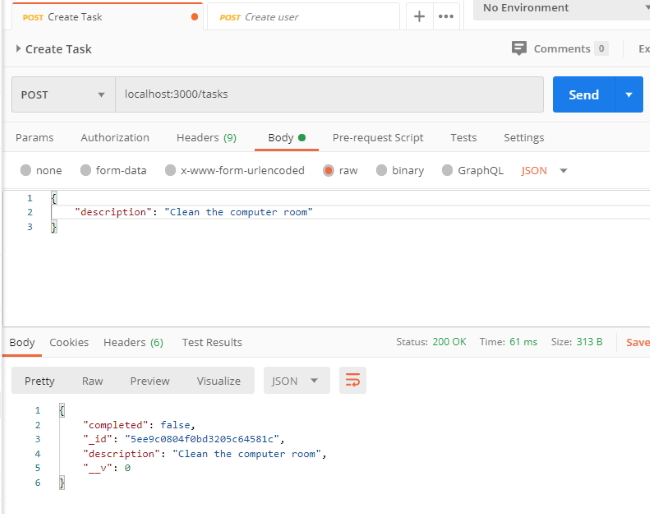 POST Create Task
POST Create user
No Environment
Create Task
Comments 0
Ex
POST
localhost:3000/tasks
Send
Params Authorization Headers (9) Body Pre-request Script Tests Settings
none form-data x-www-form-urlencoded raw binary GraphQL JSON
1 {
2 "description": "Clean the computer room"
3 }
Body Cookies Headers (6) Test Results Status: 200 OK Time: 61 ms Size: 313 B Save
Pretty Raw Preview Visualize JSON
1 {
2 "completed": false,
3 "_id": "5ee9c0804f0bd3205c64581c",
4 "description": "Clean the computer room",
5 "__v": 0
6 }